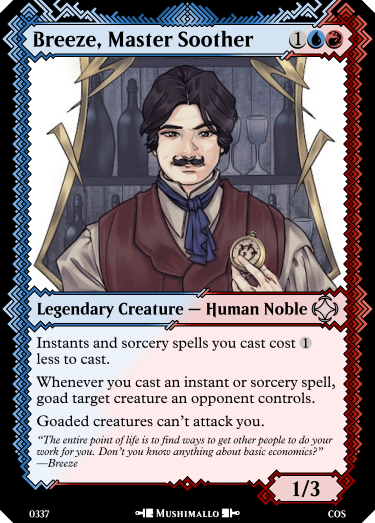 Breeze, Master Soother 1
Legendary Creature — Human Noble
Instants and sorcery spells you cast cost 1
less to cast.
Whenever you cast an instant or sorcery spell,
goad target creature an opponent controls.
Goaded creatures can't attack you.
“The entire point of life is to find ways to get other people to do your
work for you. Don't you know anything about basic economics?”
—Breeze
1/3
0337 MUSHIMALLO COS